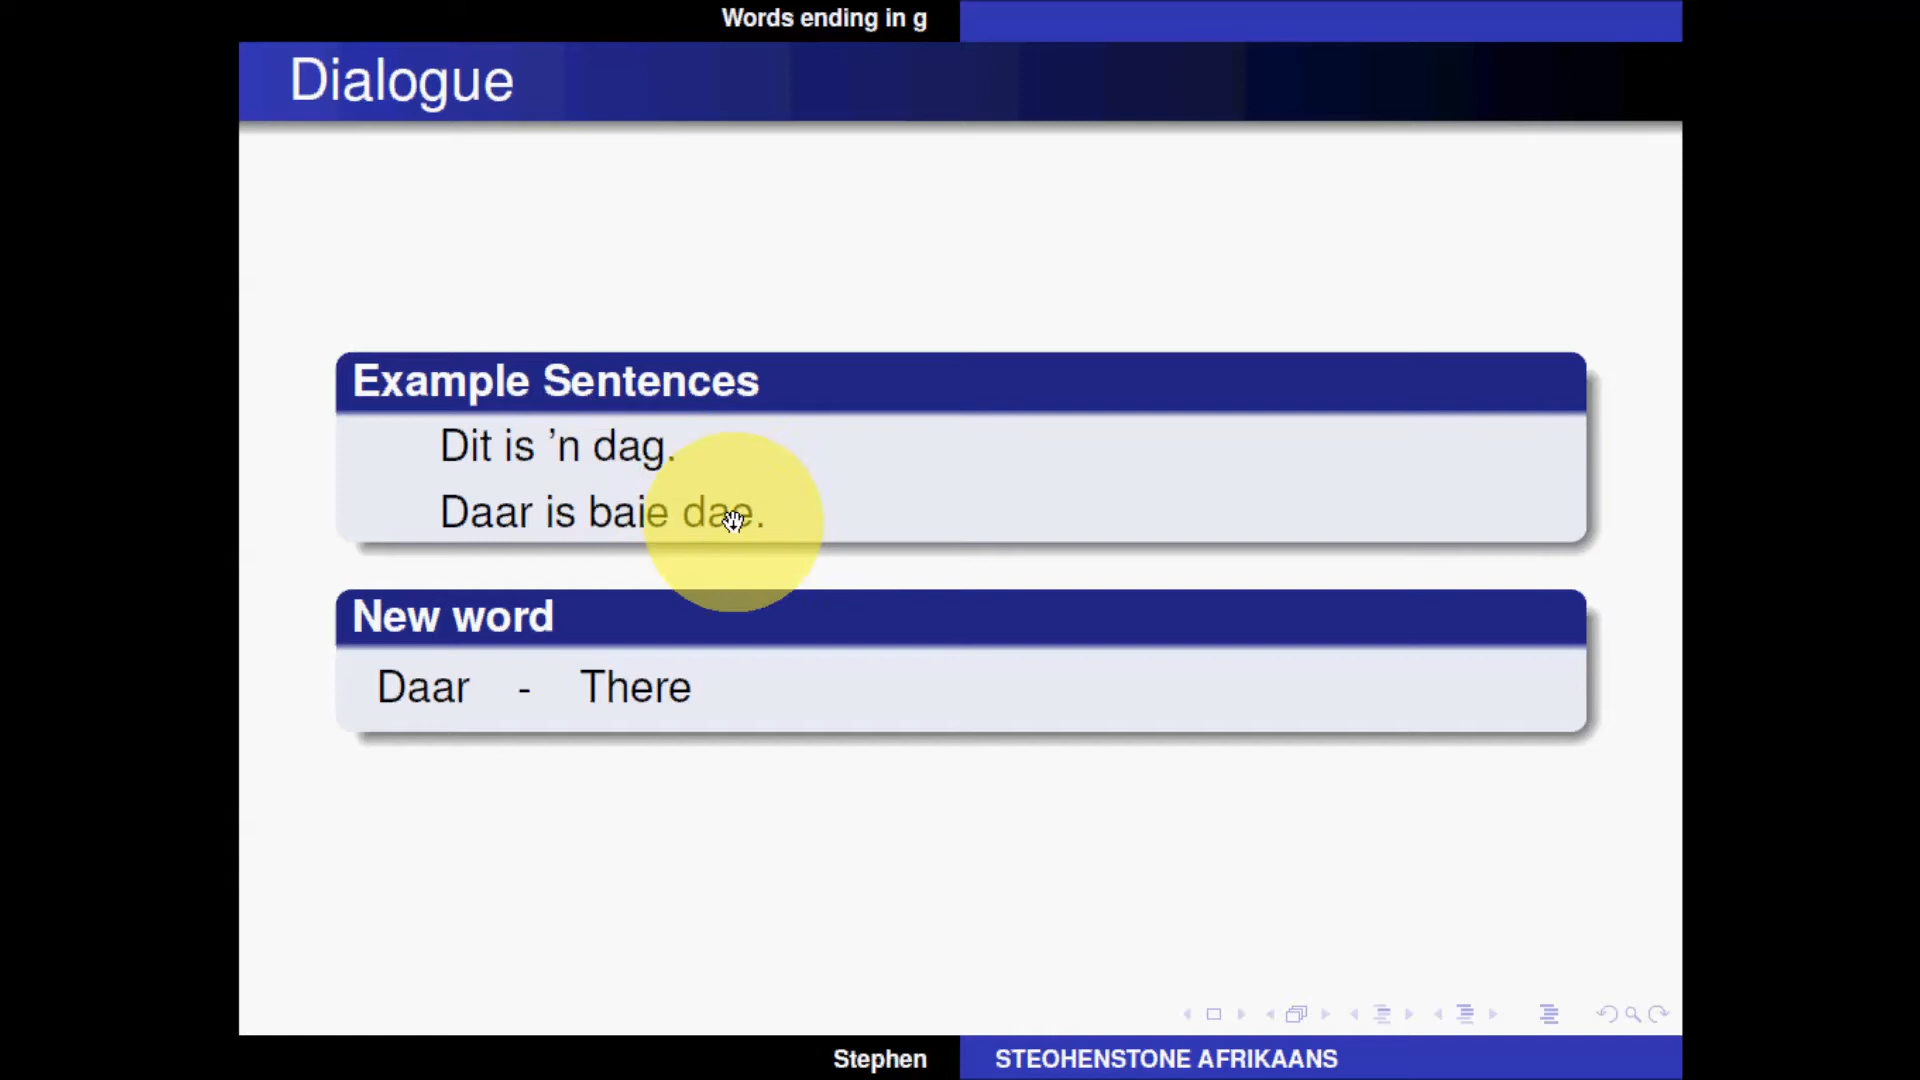 Words ending in g
Dialogue
Example Sentences
Dit is ’n dag.
Daar is baie dae.
New word
Daar - There
Stephen STEOHENSTONE AFRIKAANS